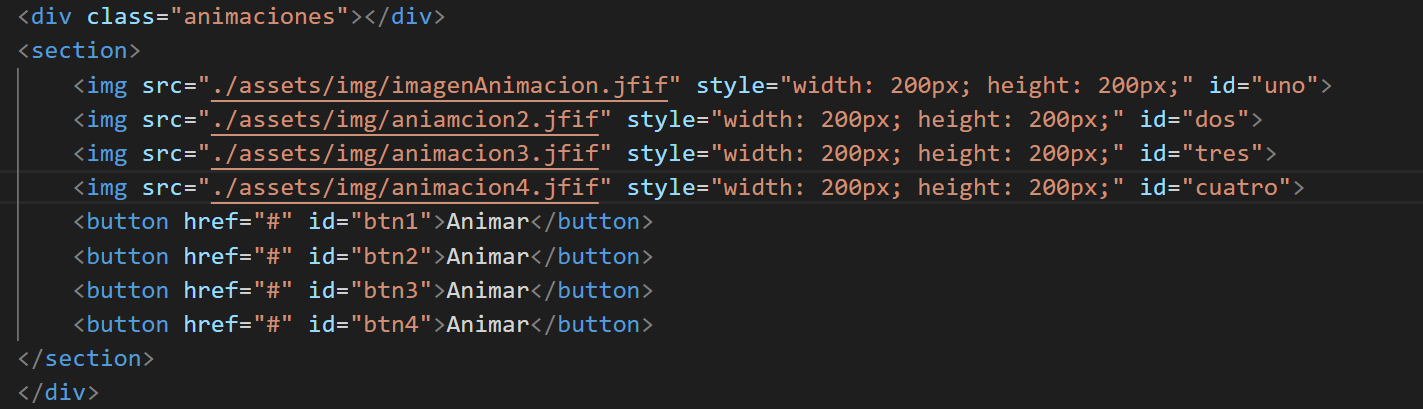 <div class="animaciones"></div>
<section>
    <img src="./assets/img/imagenAnimacion.jfif" style="width: 200px; height: 200px;" id="uno">
    <img src="./assets/img/aniamcion2.jfif" style="width: 200px; height: 200px;" id="dos">
    <img src="./assets/img/animacion3.jfif" style="width: 200px; height: 200px;" id="tres">
    <img src="./assets/img/animacion4.jfif" style="width: 200px; height: 200px;" id="cuatro">
    <button href="#" id="btn1">Animar</button>
    <button href="#" id="btn2">Animar</button>
    <button href="#" id="btn3">Animar</button>
    <button href="#" id="btn4">Animar</button>
</section>
</div>